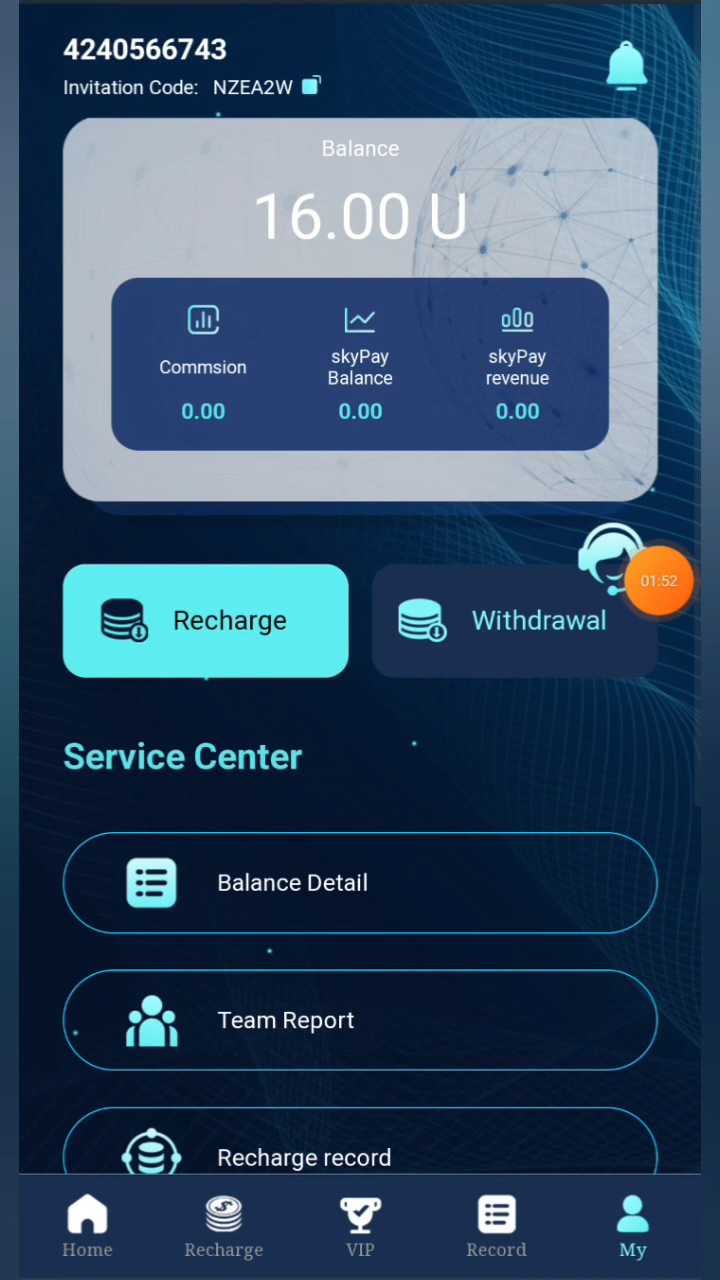 4240566743
Invitation Code: NZEA2W
Balance
16.00 U
Commsion
0.00
skyPay
Balance
0.00
skyPay
revenue
0.00
Recharge
Withdrawal
01:52
Service Center
Balance Detail
Team Report
Recharge record
Home
Recharge
VIP
Record
My